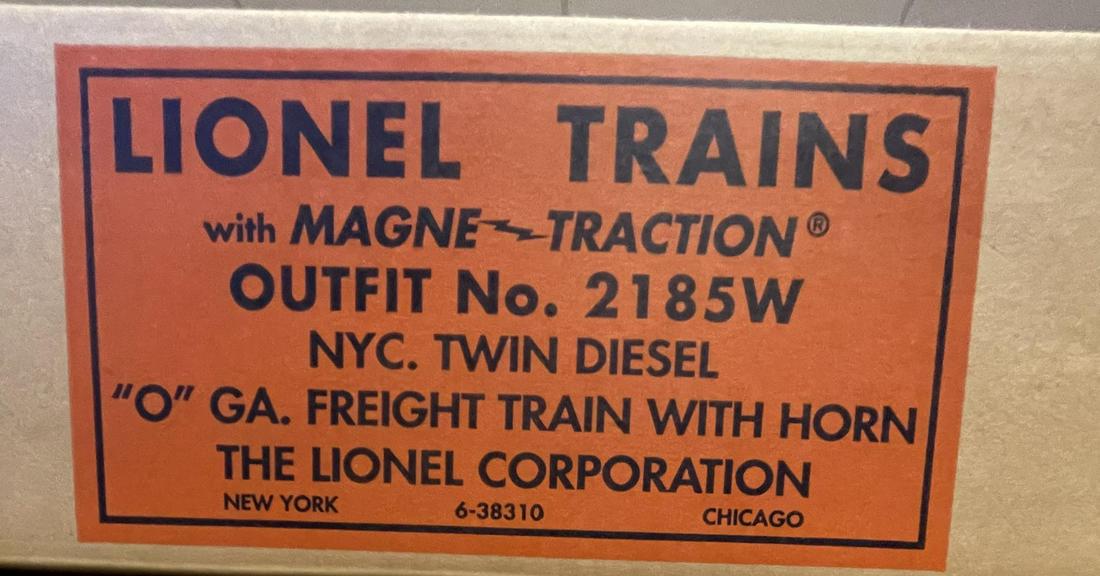 LIONEL TRAINS
with MAGNE-TRACTION®
OUTFIT No. 2185W
NYC. TWIN DIESEL
"O" GA. FREIGHT TRAIN WITH HORN
THE LIONEL CORPORATION
NEW YORK 6-38310 CHICAGO